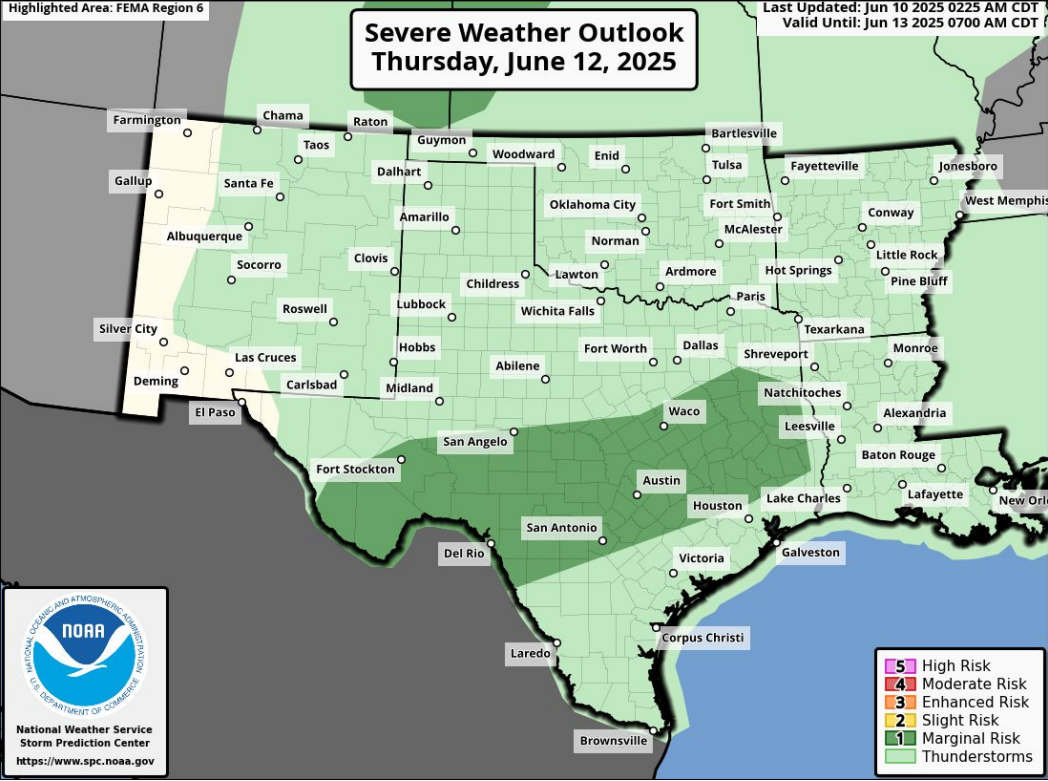 Highlighted Area: FEMA Region 6
Severe Weather Outlook
Thursday, June 12, 2025
Last Updated: Jun 10 2025 0225 AM CDT
Valid Until: Jun 13 2025 0700 AM CDT
Farmington
Chama
Raton
Guymon
Bartlesville
Taos
Woodward
Enid
Tulsa
Fayetteville
Jonesboro
Gallup
Santa Fe
Dalhart
Oklahoma City
Fort Smith
West Memphis
Albuquerque
Amarillo
Norman
McAlester
Conway
Socorro
Clovis
Childress
Lawton
Ardmore
Hot Springs
Little Rock
Pine Bluff
Roswell
Lubbock
Wichita Falls
Paris
Silver City
Texarkana
Las Cruces
Hobbs
Fort Worth
Dallas
Shreveport
Monroe
Deming
Carlsbad
Midland
Abilene
Natchitoches
El Paso
Waco
Alexandria
San Angelo
Leesville
Fort Stockton
Baton Rouge
Austin
Houston
Lake Charles
Lafayette
New Orl
San Antonio
Del Rio
Victoria
Galveston
Corpus Christi
Laredo
Brownsville
NATIONAL OCEANIC AND ATMOSPHERIC ADMINISTRATION
NOAA
U.S. DEPARTMENT OF COMMERCE
National Weather Service
Storm Prediction Center
https://www.spc.noaa.gov
5 High Risk
4 Moderate Risk
3 Enhanced Risk
2 Slight Risk
1 Marginal Risk
Thunderstorms